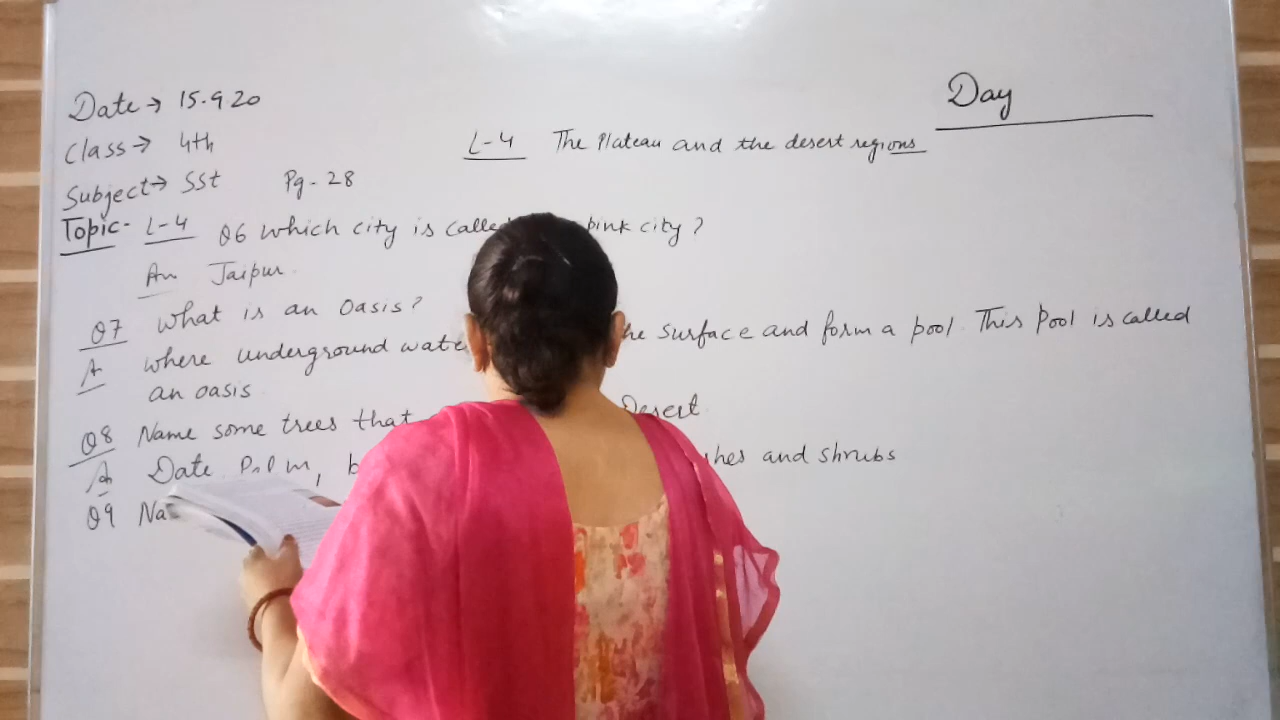 Day
Date → 15.9.20
Class → 4th
L-4 The Plateau and the desert regions
Subject → SSt Pg - 28
Topic - L-4 Q6 which city is called pink city?
An Jaipur
Q7 What is an Oasis?
A where underground wate he surface and form a pool. This Pool is called
an oasis
Q8 Name some trees that Desert.
A Date Palm, b hes and shrubs
Q9 Na